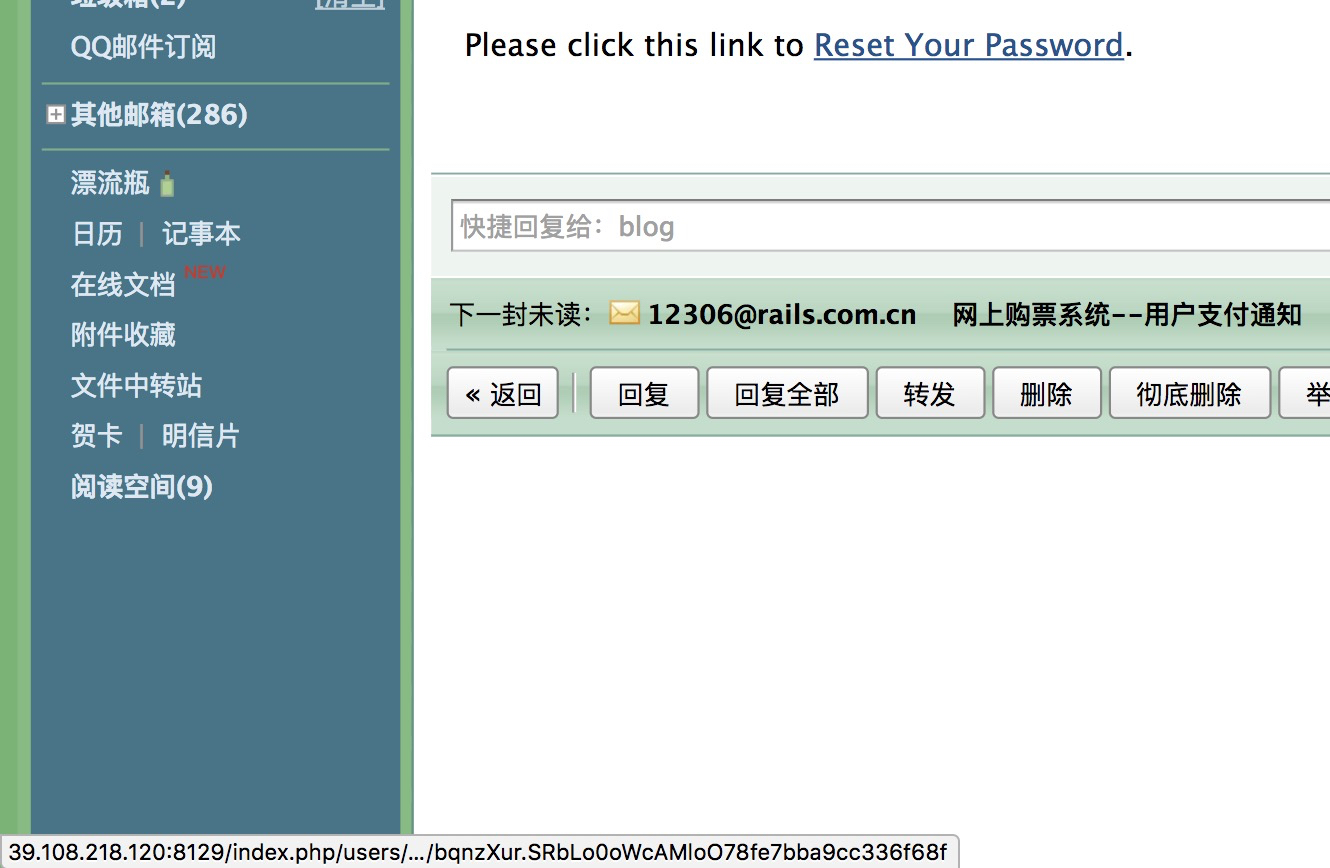 QQ邮件订阅
其他邮箱(286)
漂流瓶
日历 | 记事本
在线文档 NEW
附件收藏
文件中转站
贺卡 | 明信片
阅读空间(9)
Please click this link to Reset Your Password.
快捷回复给：blog
下一封未读： 12306@rails.com.cn 网上购票系统--用户支付通知
« 返回 回复 回复全部 转发 删除 彻底删除 举
39.108.218.120:8129/index.php/users/.../bqnzXur.SRbLo0oWcAMloO78fe7bba9cc336f68f